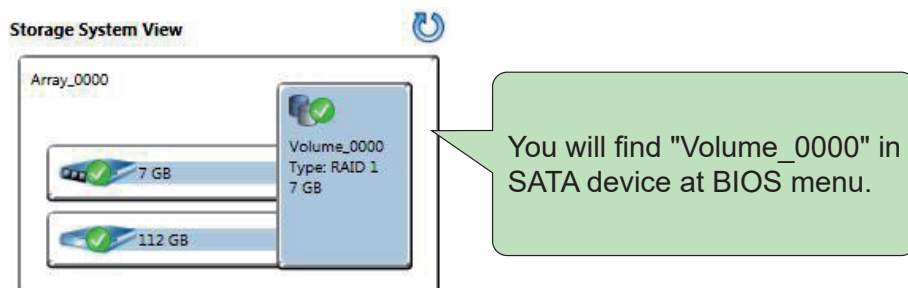 Storage System View
Array_0000
Volume_0000
Type: RAID 1
7 GB
7 GB
112 GB
You will find "Volume_0000" in
SATA device at BIOS menu.